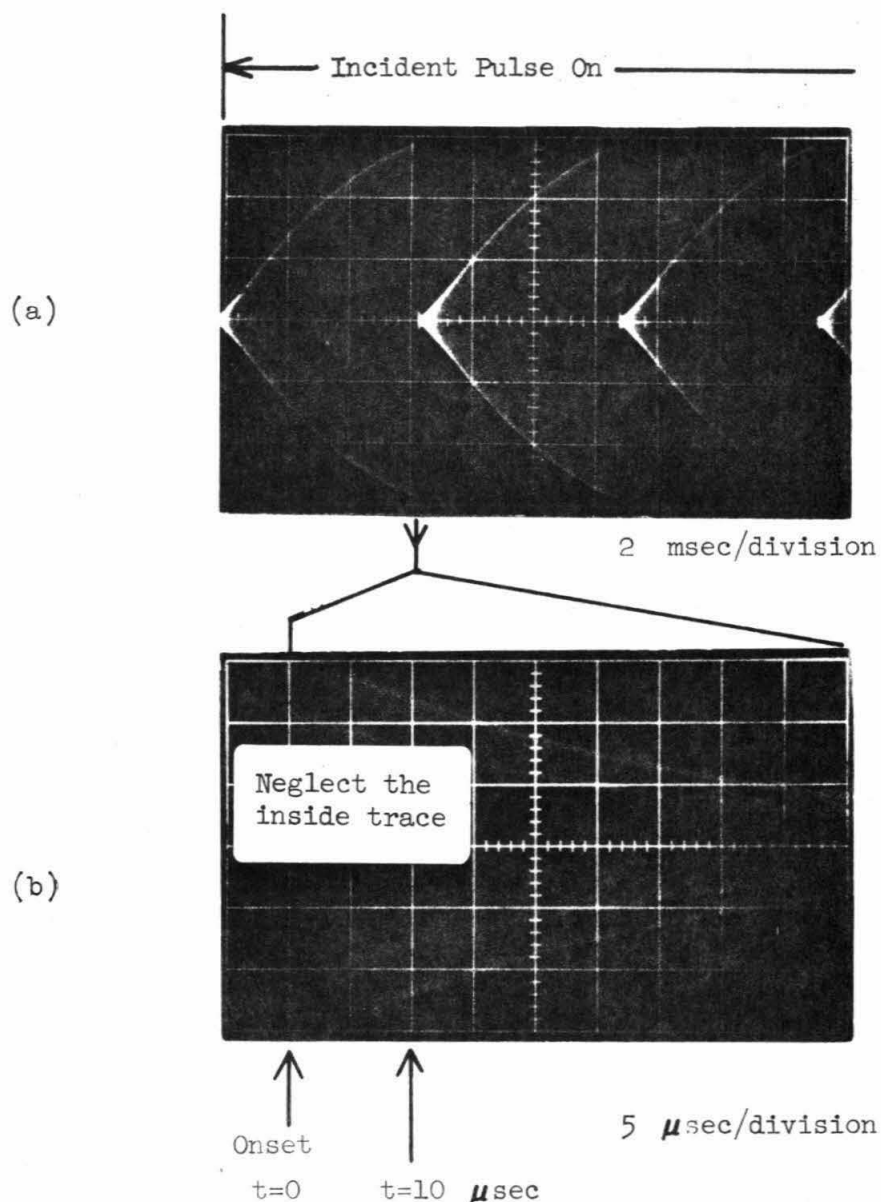 Incident Pulse On
(a)
2 msec/division
Neglect the
inside trace
(b)
5 μsec/division
Onset
t=0 t=10 μsec